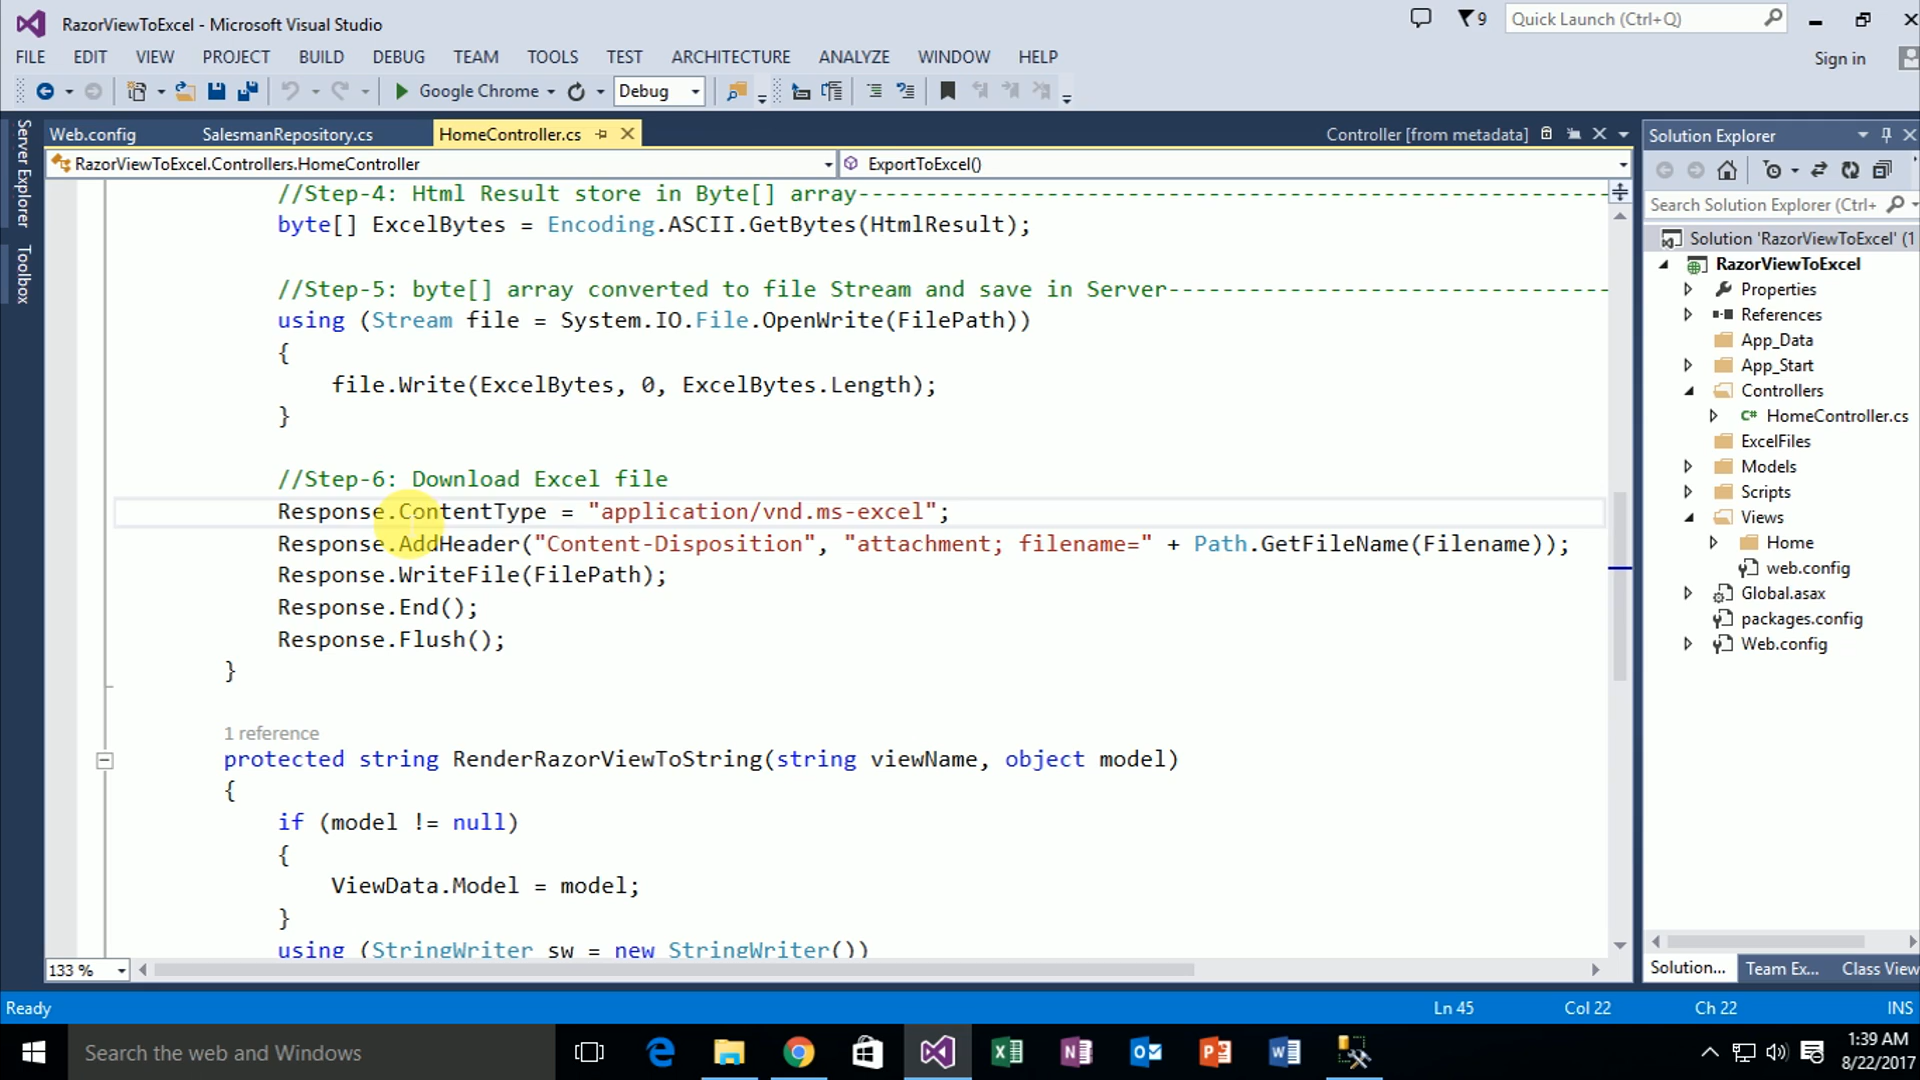 RazorViewToExcel - Microsoft Visual Studio
9
Quick Launch (Ctrl+Q)
FILE EDIT VIEW PROJECT BUILD DEBUG TEAM TOOLS TEST ARCHITECTURE ANALYZE WINDOW HELP
Sign in
Google Chrome
Debug
Server Explorer
Toolbox
Web.config SalesmanRepository.cs HomeController.cs
Controller [from metadata]
RazorViewToExcel.Controllers.HomeController
ExportToExcel()
//Step-4: Html Result store in Byte[] array---------------------------------------------------------
byte[] ExcelBytes = Encoding.ASCII.GetBytes(HtmlResult);
//Step-5: byte[] array converted to file Stream and save in Server---------------------------------
using (Stream file = System.IO.File.OpenWrite(FilePath))
{
file.Write(ExcelBytes, 0, ExcelBytes.Length);
}
//Step-6: Download Excel file
Response.ContentType = "application/vnd.ms-excel";
Response.AddHeader("Content-Disposition", "attachment; filename=" + Path.GetFileName(Filename));
Response.WriteFile(FilePath);
Response.End();
Response.Flush();
}
1 reference
protected string RenderRazorViewToString(string viewName, object model)
{
if (model != null)
{
ViewData.Model = model;
}
using (StringWriter sw = new StringWriter())
133 %
Solution Explorer
Search Solution Explorer (Ctrl+
Solution 'RazorViewToExcel' (1
RazorViewToExcel
Properties
References
App_Data
App_Start
Controllers
C# HomeController.cs
ExcelFiles
Models
Scripts
Views
Home
web.config
Global.asax
packages.config
Web.config
Solution... Team Ex... Class View
Ready
Ln 45
Col 22
Ch 22
INS
Search the web and Windows
1:39 AM
8/22/2017